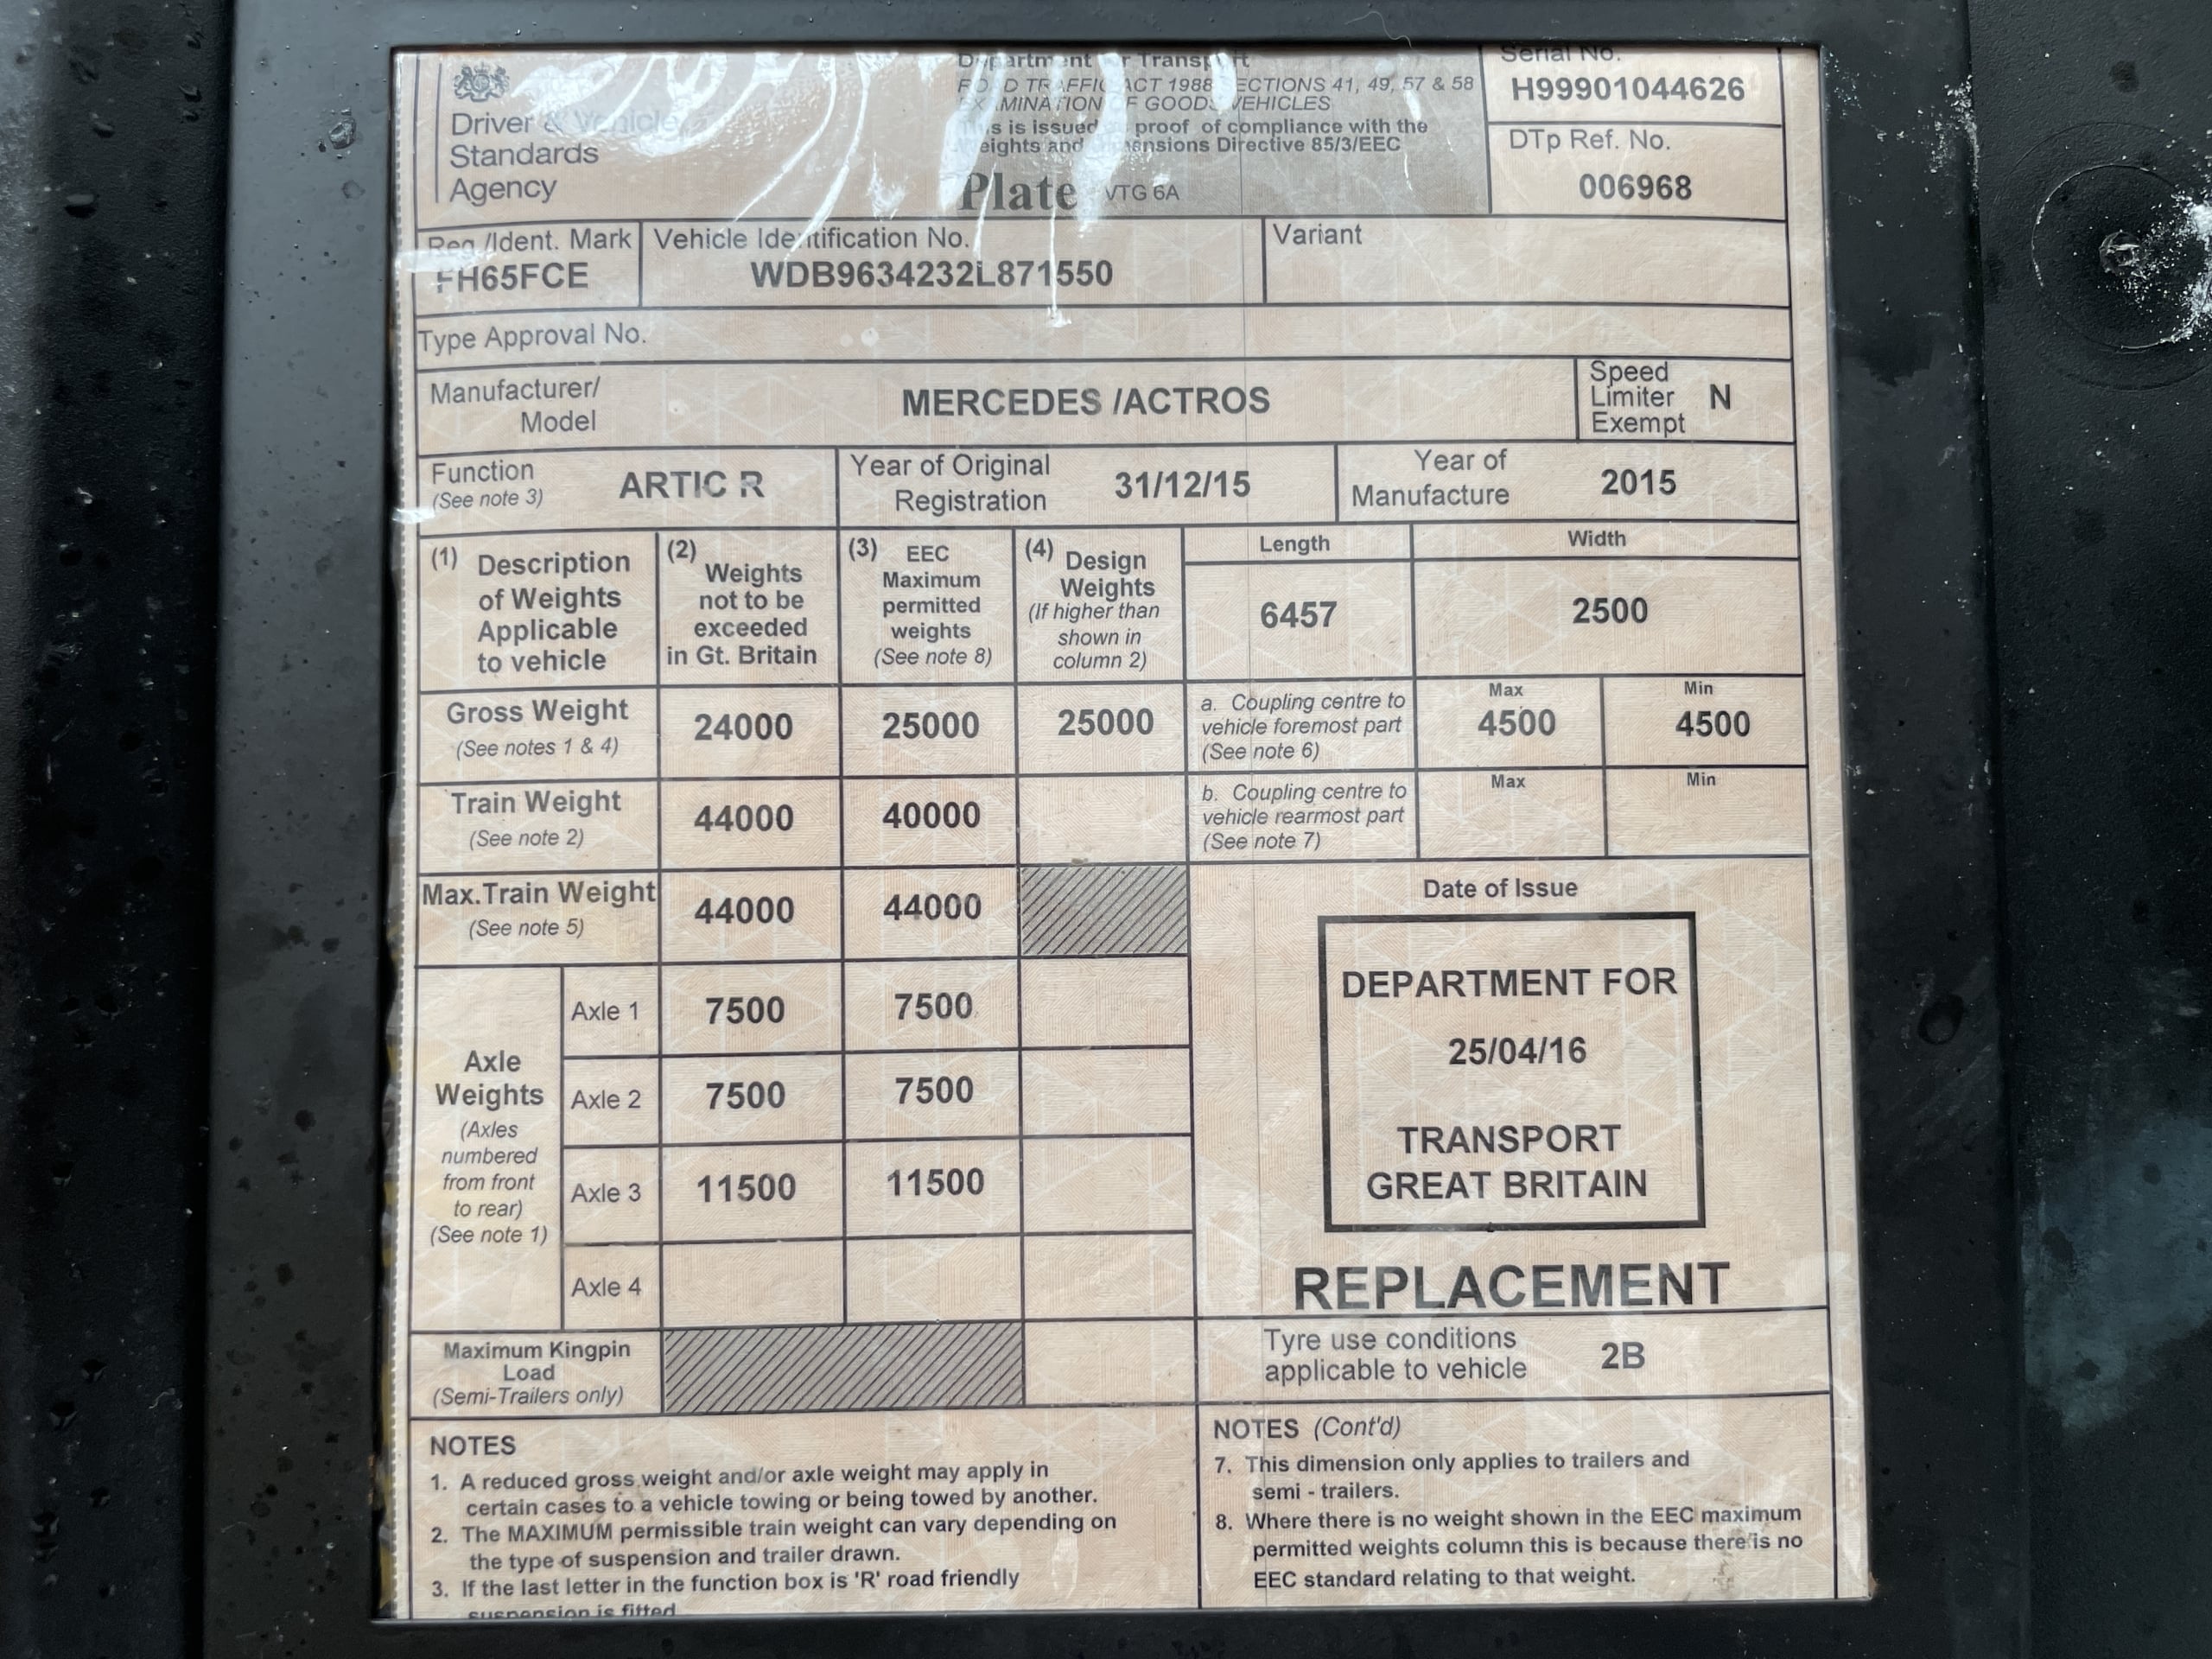 Driver & Vehicle
Standards
Agency
Department for Transport
ROAD TRAFFIC ACT 1988 SECTIONS 41, 49, 57 & 58
EXAMINATION OF GOODS VEHICLES
This is issued as proof of compliance with the
Weights and Dimensions Directive 85/3/EEC
Plate VTG 6A
Serial No.
H99901044626
DTp Ref. No.
006968
Reg./Ident. Mark
FH65FCE
Vehicle Identification No.
WDB9634232L871550
Variant
Type Approval No.
Manufacturer/
Model
MERCEDES /ACTROS
Speed
Limiter
Exempt
N
Function
(See note 3)
ARTIC R
Year of Original
Registration
31/12/15
Year of
Manufacture
2015
(1) Description
of Weights
Applicable
to vehicle
(2) Weights
not to be
exceeded
in Gt. Britain
(3) EEC
Maximum
permitted
weights
(See note 8)
(4) Design
Weights
(If higher than
shown in
column 2)
Length
6457
Width
2500
Gross Weight
(See notes 1 & 4)
24000
25000
25000
a. Coupling centre to
vehicle foremost part
(See note 6)
Max
4500
Min
4500
Train Weight
(See note 2)
44000
40000
b. Coupling centre to
vehicle rearmost part
(See note 7)
Max
Min
Max.Train Weight
(See note 5)
44000
44000
Axle
Weights
(Axles
numbered
from front
to rear)
(See note 1)
Axle 1
7500
7500
Axle 2
7500
7500
Axle 3
11500
11500
Axle 4
Maximum Kingpin
Load
(Semi-Trailers only)
Date of Issue
DEPARTMENT FOR
25/04/16
TRANSPORT
GREAT BRITAIN
REPLACEMENT
Tyre use conditions
applicable to vehicle
2B
NOTES
1. A reduced gross weight and/or axle weight may apply in
certain cases to a vehicle towing or being towed by another.
2. The MAXIMUM permissible train weight can vary depending on
the type of suspension and trailer drawn.
3. If the last letter in the function box is 'R' road friendly
suspension is fitted
NOTES (Cont'd)
7. This dimension only applies to trailers and
semi - trailers.
8. Where there is no weight shown in the EEC maximum
permitted weights column this is because there is no
EEC standard relating to that weight.